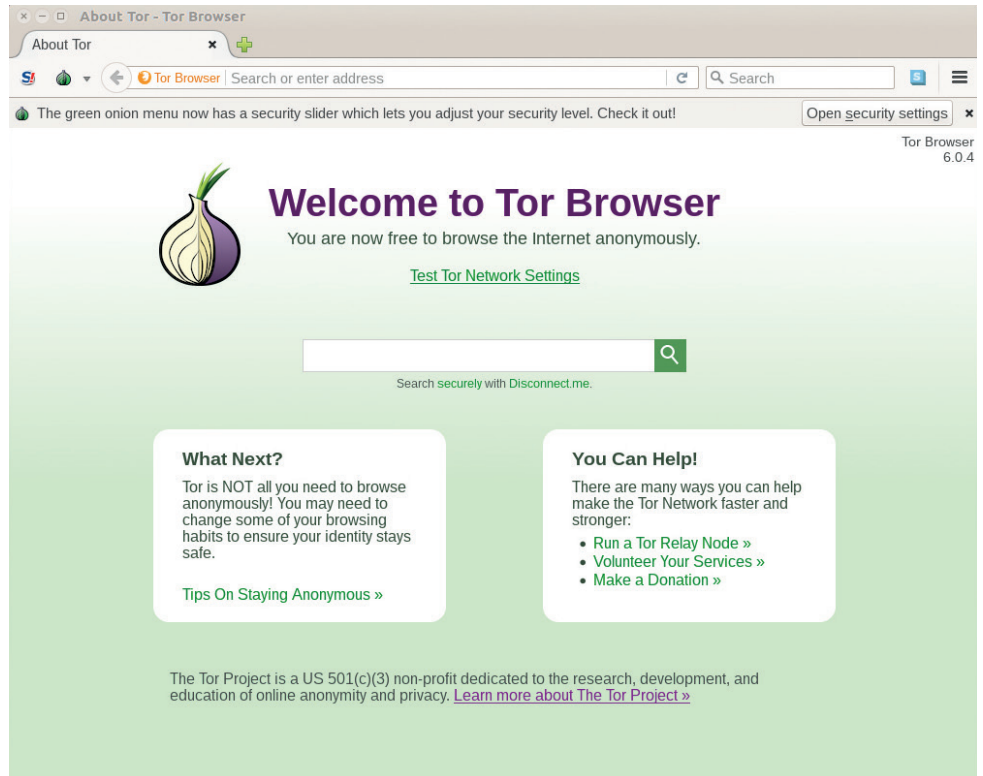 About Tor - Tor Browser
About Tor
Tor Browser Search or enter address Search
The green onion menu now has a security slider which lets you adjust your security level. Check it out! Open security settings
Tor Browser
6.0.4
Welcome to Tor Browser
You are now free to browse the Internet anonymously.
Test Tor Network Settings
Search securely with Disconnect.me.
What Next?
Tor is NOT all you need to browse
anonymously! You may need to
change some of your browsing
habits to ensure your identity stays
safe.
Tips On Staying Anonymous »
You Can Help!
There are many ways you can help
make the Tor Network faster and
stronger:
• Run a Tor Relay Node »
• Volunteer Your Services »
• Make a Donation »
The Tor Project is a US 501(c)(3) non-profit dedicated to the research, development, and
education of online anonymity and privacy. Learn more about The Tor Project »